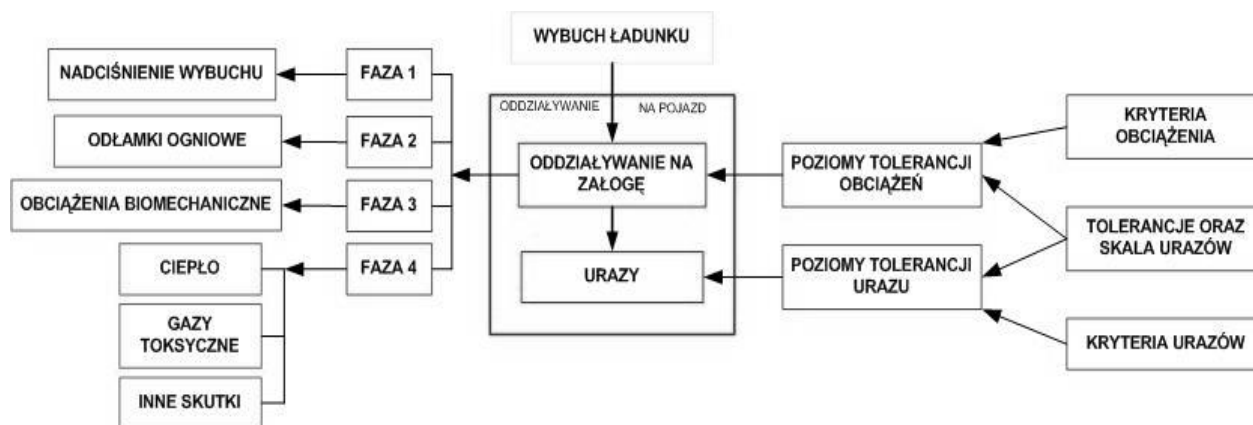 WYBUCH ŁADUNKU
NADCIŚNIENIE WYBUCHU
FAZA 1
ODDZIAŁYWANIE NA POJAZD
ODŁAMKI OGNIOWE
FAZA 2
ODDZIAŁYWANIE NA
ZAŁOGĘ
POZIOMY TOLERANCJI
OBCIĄŻEŃ
KRYTERIA
OBCIĄŻENIA
OBCIĄŻENIA BIOMECHANICZNE
FAZA 3
TOLERANCJE ORAZ
SKALA URAZÓW
CIEPŁO
FAZA 4
URAZY
POZIOMY TOLERANCJI
URAZU
GAZY
TOKSYCZNE
KRYTERIA URAZÓW
INNE SKUTKI